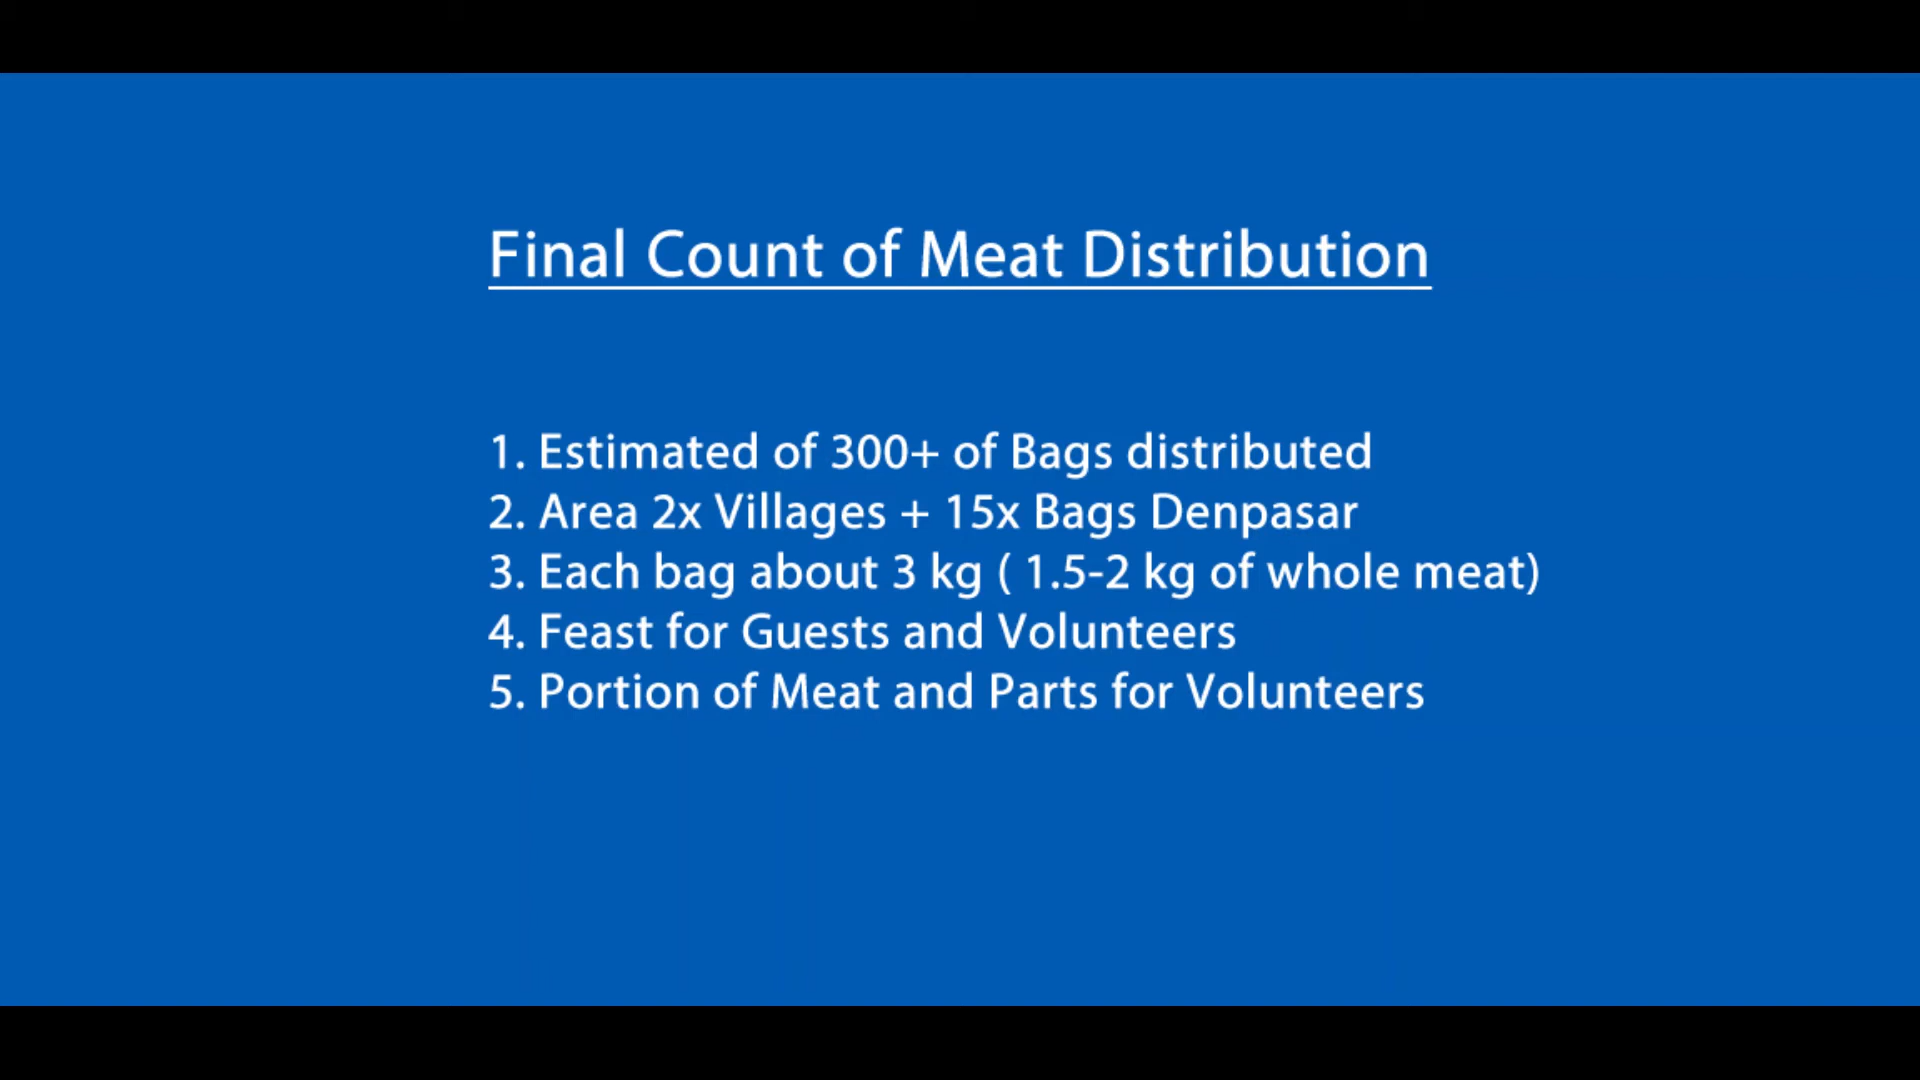 Final Count of Meat Distribution
1. Estimated of 300+ of Bags distributed
2. Area 2x Villages + 15x Bags Denpasar
3. Each bag about 3 kg ( 1.5-2 kg of whole meat)
4. Feast for Guests and Volunteers
5. Portion of Meat and Parts for Volunteers